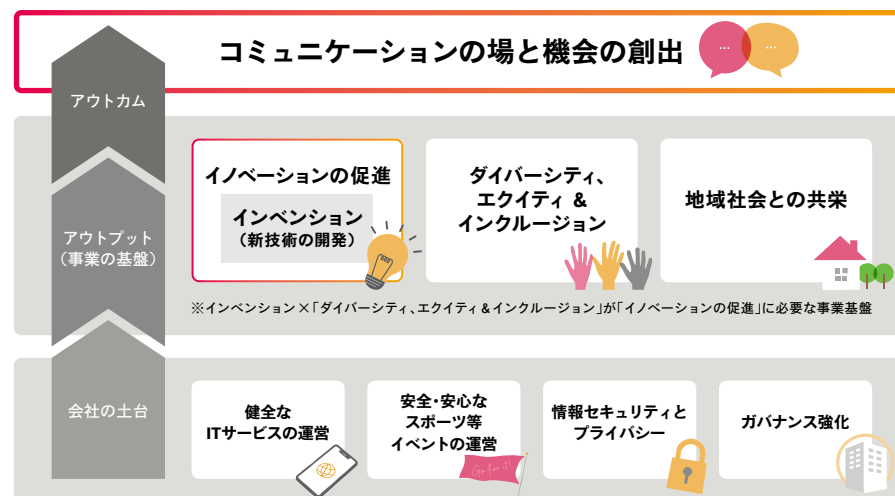 コミュニケーションの場と機会の創出
アウトカム
イノベーションの促進
インベンション
(新技術の開発)
ダイバーシティ、
エクイティ &
インクルージョン
地域社会との共栄
アウトプット
(事業の基盤)
※インベンション×「ダイバーシティ、エクイティ&インクルージョン」が「イノベーションの促進」に必要な事業基盤
会社の土台
健全な
ITサービスの運営
安全・安心な
スポーツ等
イベントの運営
Go for it!
情報セキュリティと
プライバシー
ガバナンス強化